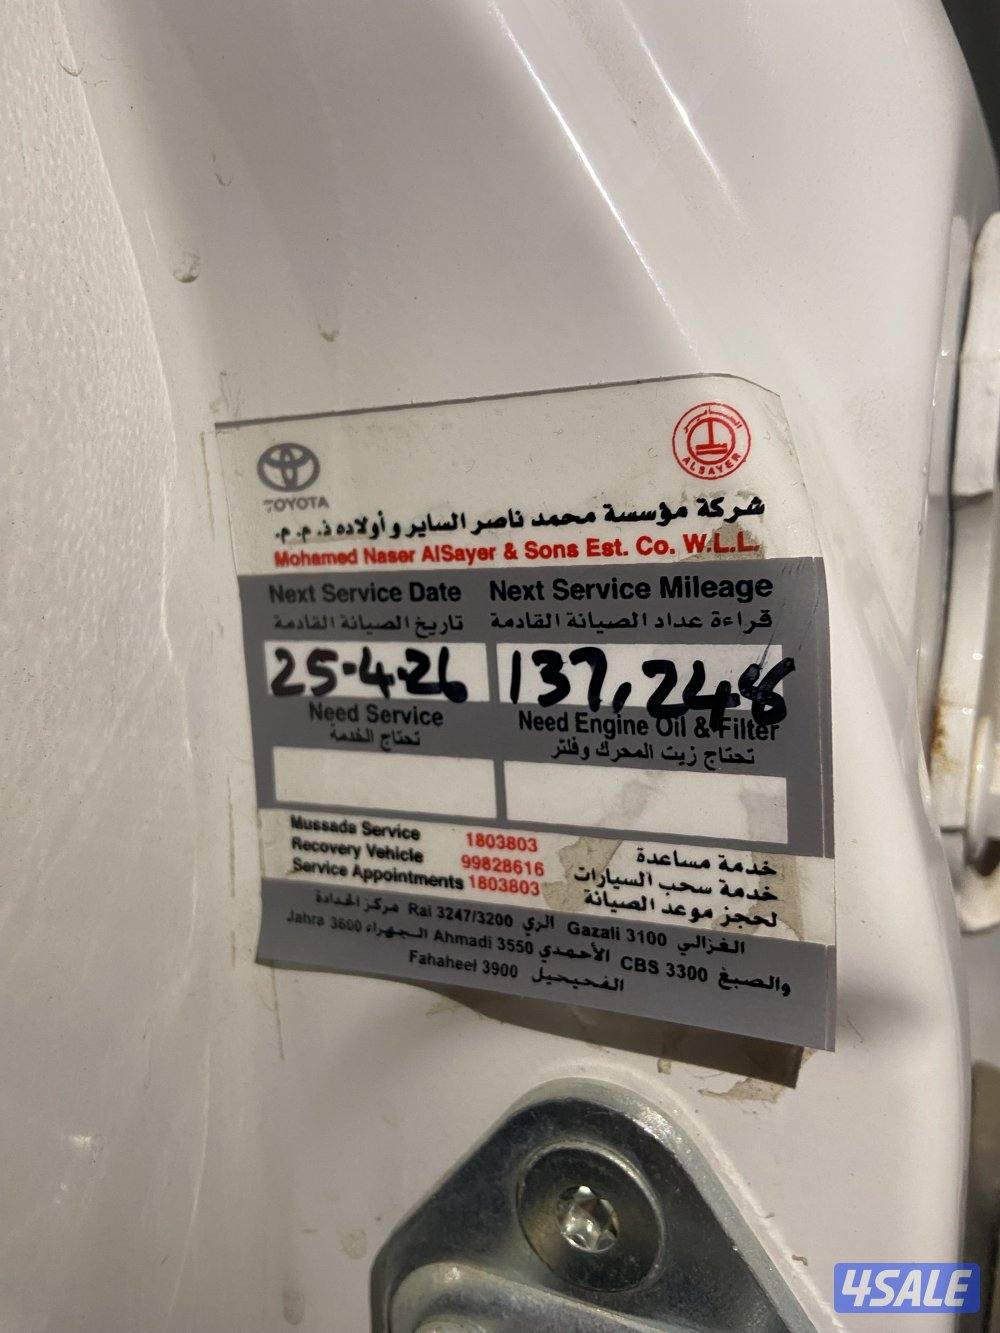 TOYOTA
الساير
ALSAYER
شركة مؤسسة محمد ناصر الساير و أولاده ذ.م.م.
Mohamed Naser AlSayer & Sons Est. Co. W.L.L.
Next Service Date Next Service Mileage
تاريخ الصيانة القادمة قراءة عداد الصيانة القادمة
25-4-26 137,248
Need Service Need Engine Oil & Filter
تحتاج الخدمة تحتاج زيت المحرك وفلتر
Mussada Service 1803803 خدمة مساعدة
Recovery Vehicle 99828616 خدمة سحب السيارات
Service Appointments 1803803 لحجز موعد الصيانة
الغزالي Gazali 3100 الري Rai 3247/3200 مركز الحدادة
والصبغ CBS 3300 الأحمدي Ahmadi 3550 الجهراء Jahra 3600
الفحيحيل Fahaheel 3900
4SALE